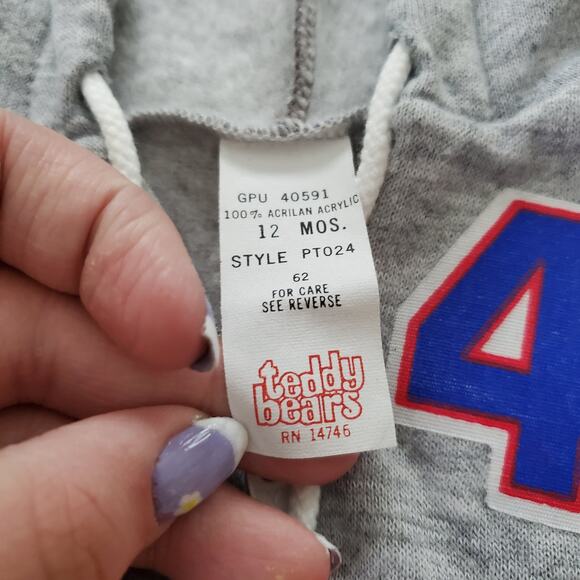 GPU 40591
100% ACRILAN ACRYLIC
12 MOS.
STYLE PT024
62
FOR CARE
SEE REVERSE
teddy
bears
RN 14746
4